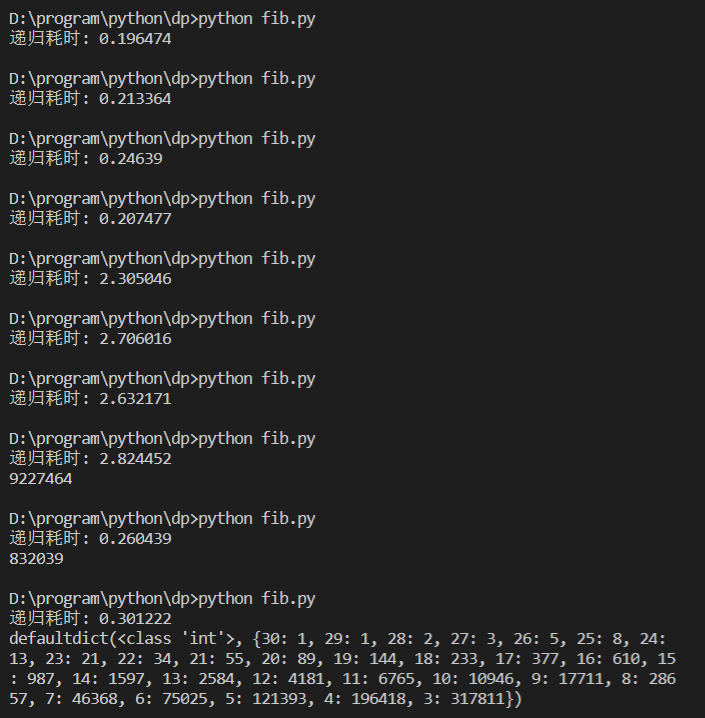 D:\program\python\dp>python fib.py
递归耗时: 0.196474
D:\program\python\dp>python fib.py
递归耗时: 0.213364
D:\program\python\dp>python fib.py
递归耗时: 0.24639
D:\program\python\dp>python fib.py
递归耗时: 0.207477
D:\program\python\dp>python fib.py
递归耗时: 2.305046
D:\program\python\dp>python fib.py
递归耗时: 2.706016
D:\program\python\dp>python fib.py
递归耗时: 2.632171
D:\program\python\dp>python fib.py
递归耗时: 2.824452
9227464
D:\program\python\dp>python fib.py
递归耗时: 0.260439
832039
D:\program\python\dp>python fib.py
递归耗时: 0.301222
defaultdict(<class 'int'>, {30: 1, 29: 1, 28: 2, 27: 3, 26: 5, 25: 8, 24:
13, 23: 21, 22: 34, 21: 55, 20: 89, 19: 144, 18: 233, 17: 377, 16: 610, 15
: 987, 14: 1597, 13: 2584, 12: 4181, 11: 6765, 10: 10946, 9: 17711, 8: 286
57, 7: 46368, 6: 75025, 5: 121393, 4: 196418, 3: 317811})